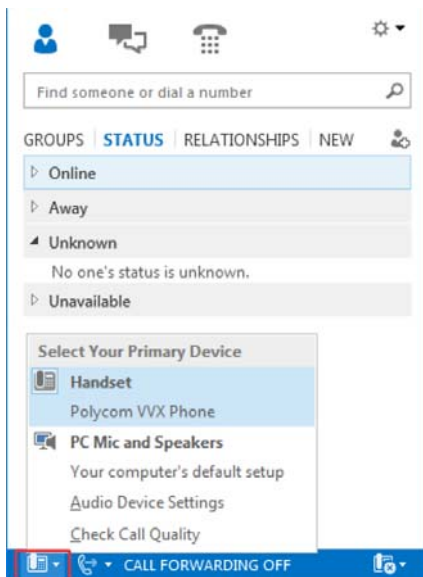 Find someone or dial a number
GROUPS STATUS RELATIONSHIPS NEW
Online
Away
Unknown
No one's status is unknown.
Unavailable
Select Your Primary Device
Handset
Polycom VVX Phone
PC Mic and Speakers
Your computer's default setup
Audio Device Settings
Check Call Quality
CALL FORWARDING OFF